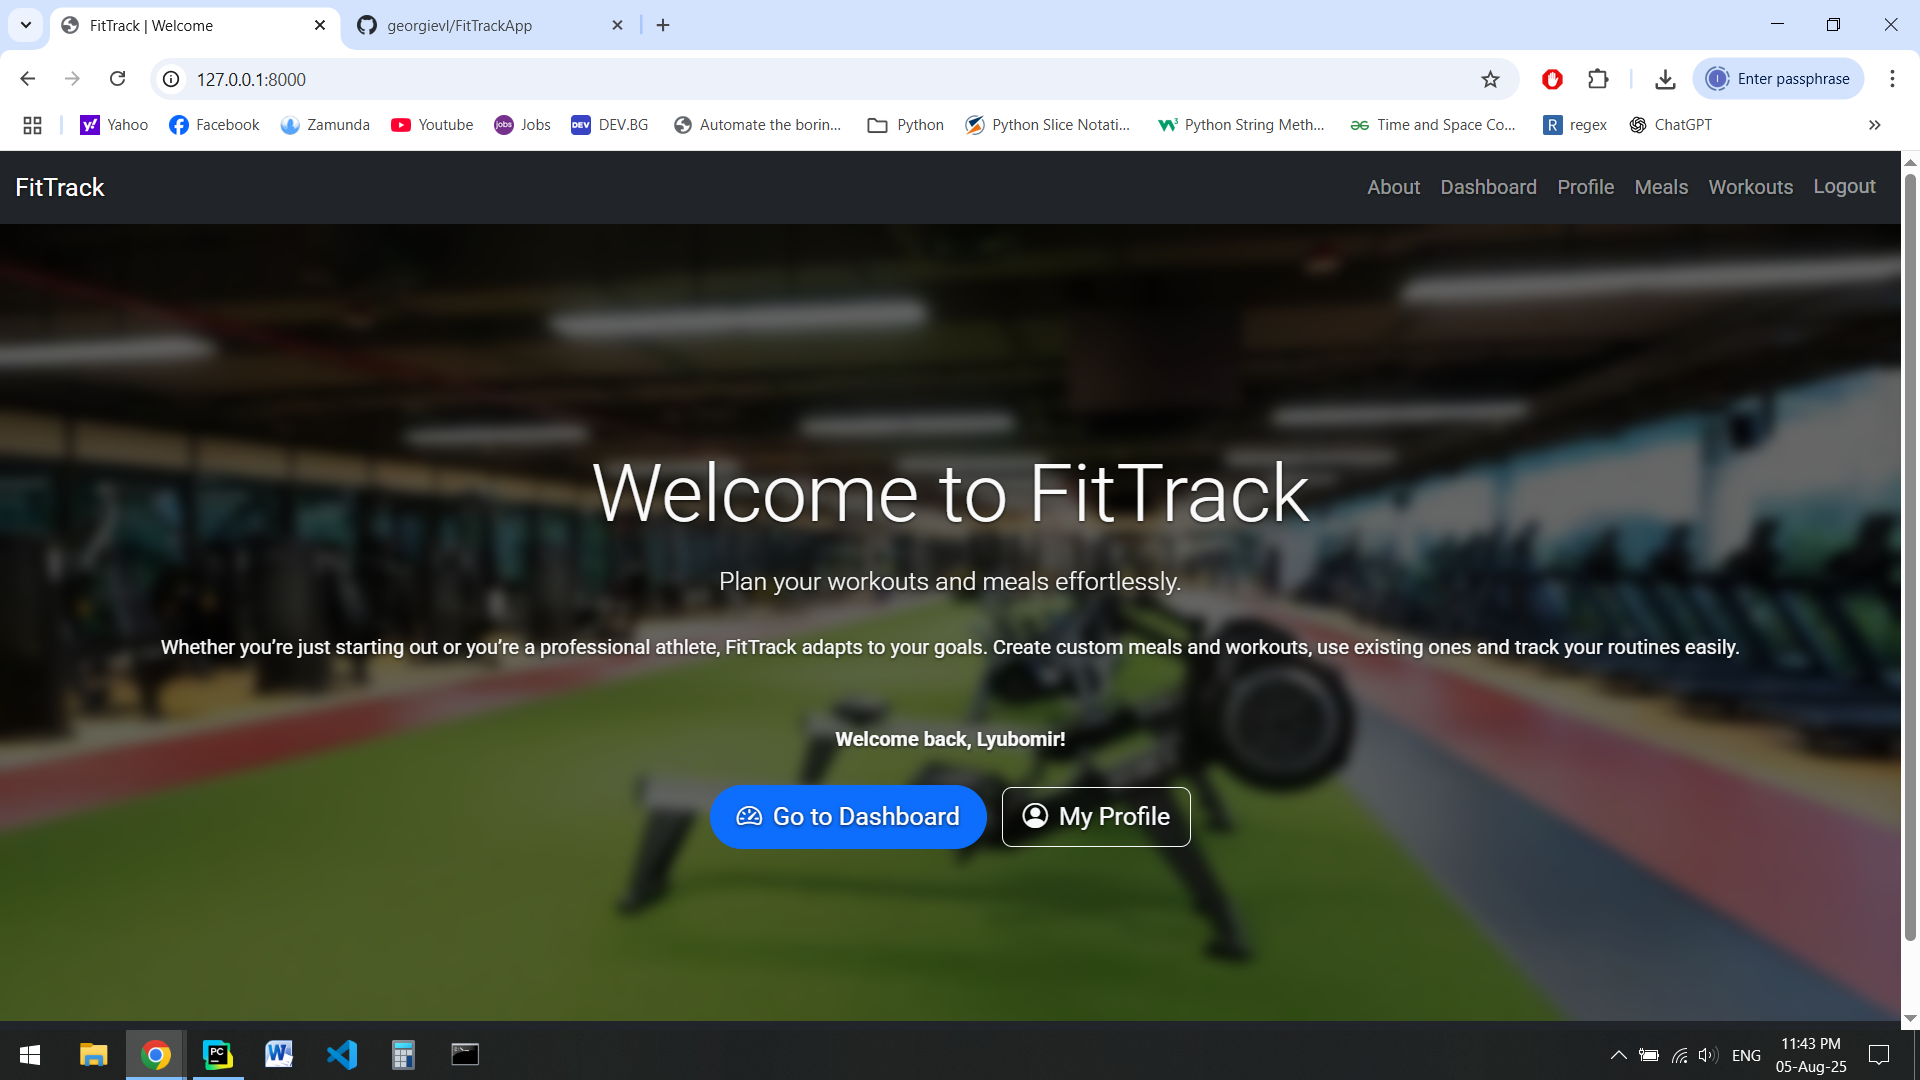 FitTrack | Welcome
georgievl/FitTrackApp
127.0.0.1:8000
Enter passphrase
Yahoo
Facebook
Zamunda
Youtube
jobs
Jobs
DEV
DEV.BG
Automate the borin...
Python
Python Slice Notati...
Python String Meth...
Time and Space Co...
R
regex
ChatGPT
FitTrack
About
Dashboard
Profile
Meals
Workouts
Logout
Welcome to FitTrack
Plan your workouts and meals effortlessly.
Whether you’re just starting out or you’re a professional athlete, FitTrack adapts to your goals. Create custom meals and workouts, use existing ones and track your routines easily.
Welcome back, Lyubomir!
Go to Dashboard
My Profile
PC
W
ENG
11:43 PM
05-Aug-25